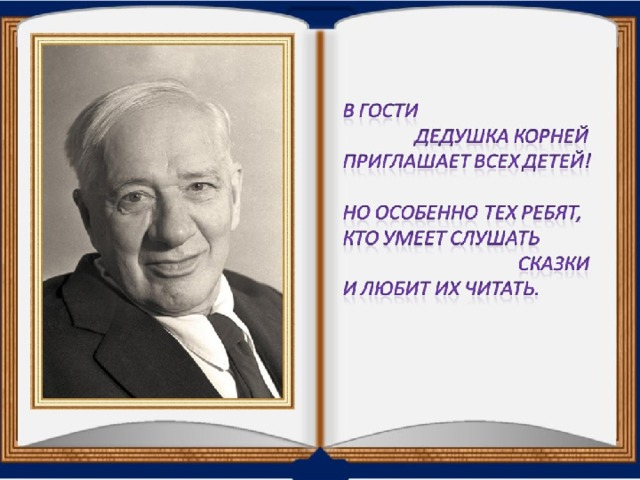 В ГОСТИ
ДЕДУШКА КОРНЕЙ
ПРИГЛАШАЕТ ВСЕХ ДЕТЕЙ!
НО ОСОБЕННО ТЕХ РЕБЯТ,
КТО УМЕЕТ СЛУШАТЬ
СКАЗКИ
И ЛЮБИТ ИХ ЧИТАТЬ.